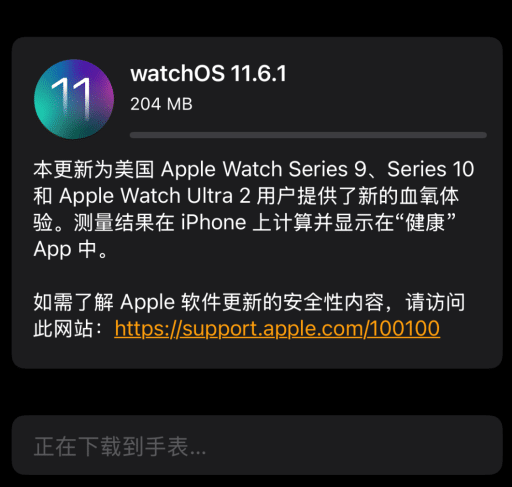 11
watchOS 11.6.1
204 MB
本更新为美国 Apple Watch Series 9、Series 10
和 Apple Watch Ultra 2 用户提供了新的血氧体
验。测量结果在 iPhone 上计算并显示在“健康”
App 中。
如需了解 Apple 软件更新的安全性内容，请访问
此网站：https://support.apple.com/100100
正在下载到手表...